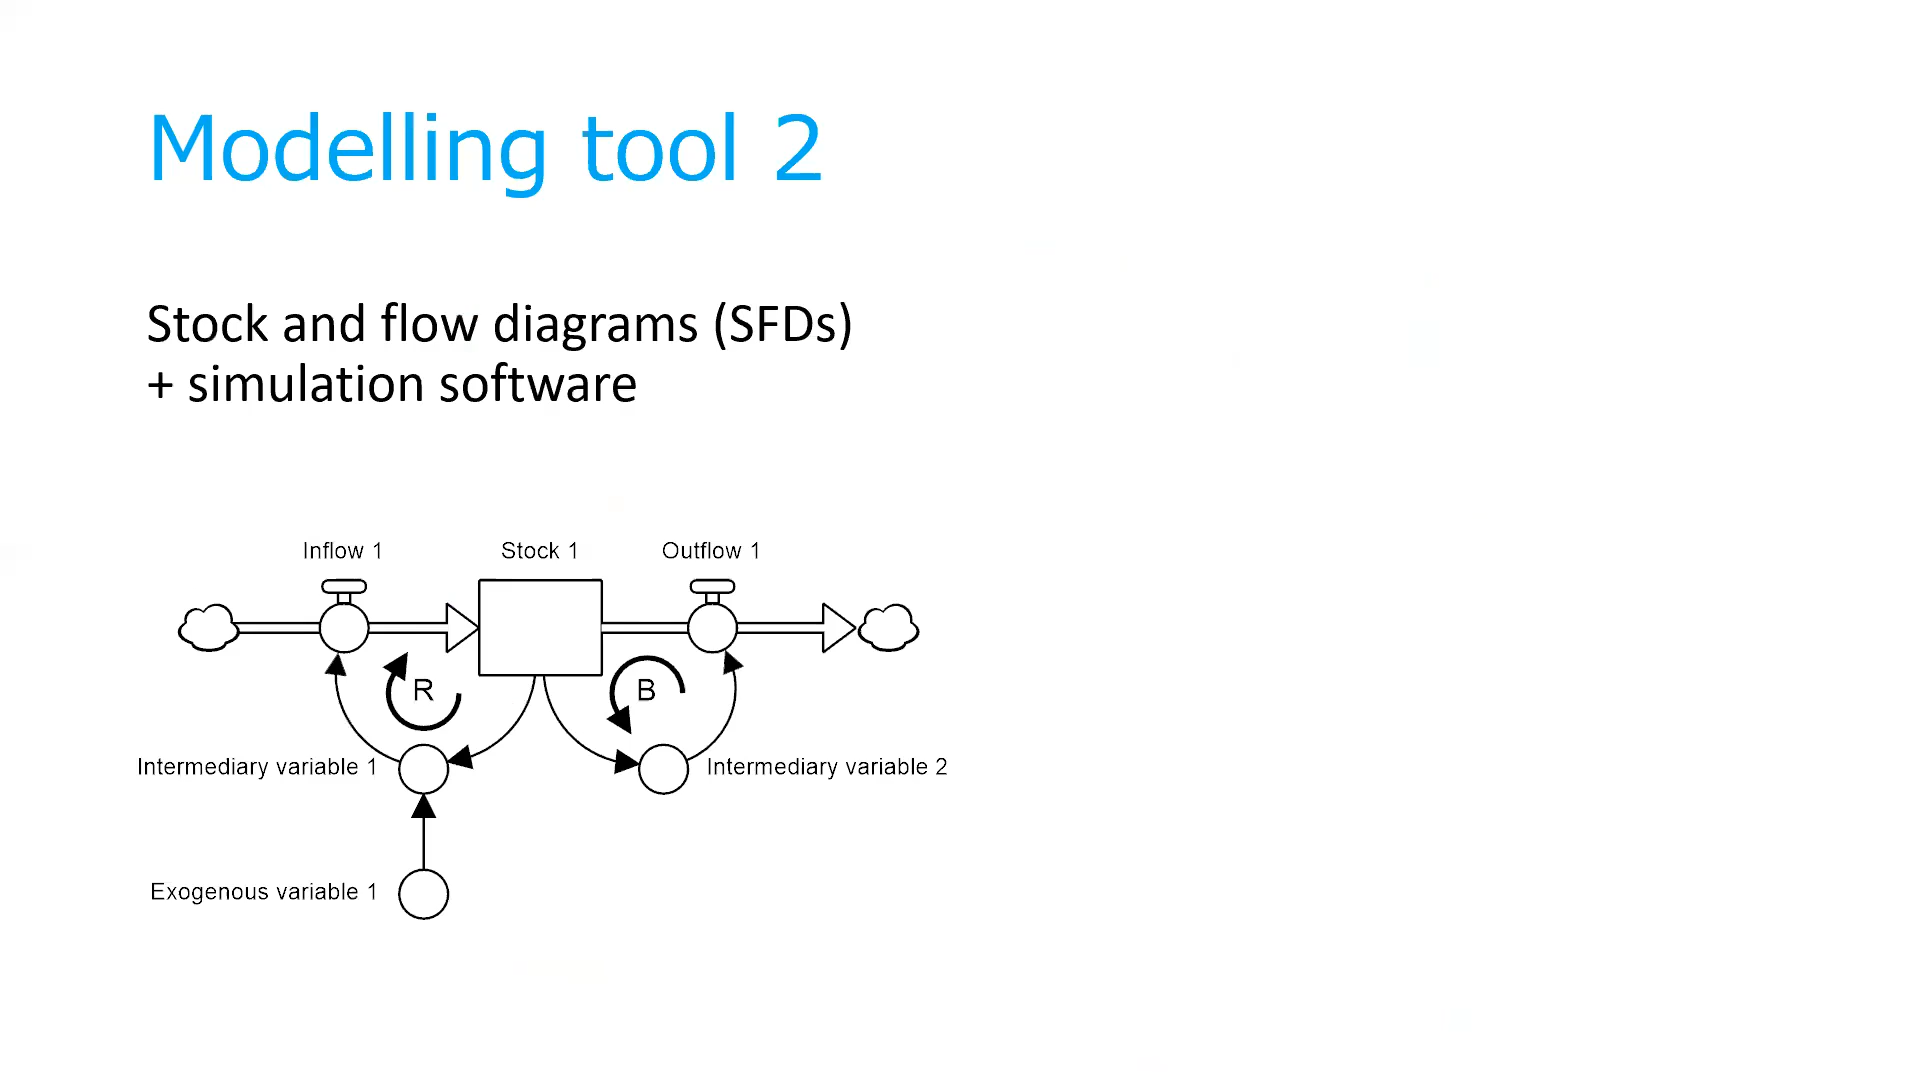 Modelling tool 2
Stock and flow diagrams (SFDs)
+ simulation software
Inflow 1
Stock 1
Outflow 1
R
B
Intermediary variable 1
Intermediary variable 2
Exogenous variable 1